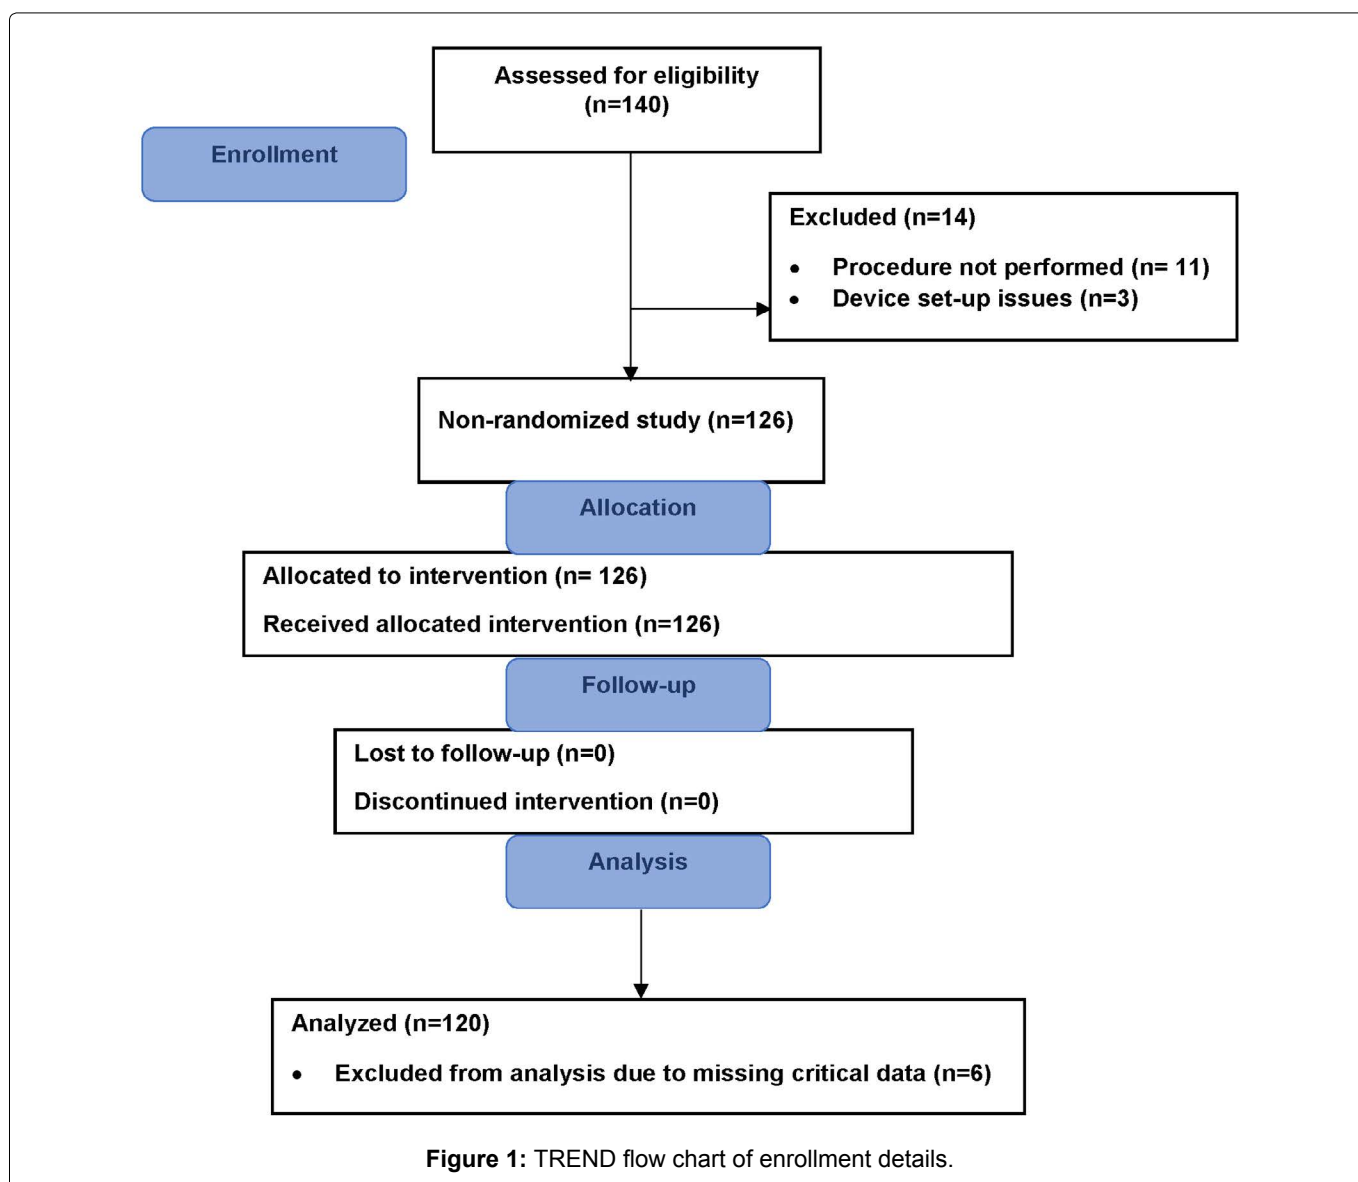 Assessed for eligibility
(n=140)
Enrollment
Excluded (n=14)
• Procedure not performed (n= 11)
• Device set-up issues (n=3)
Non-randomized study (n=126)
Allocation
Allocated to intervention (n= 126)
Received allocated intervention (n=126)
Follow-up
Lost to follow-up (n=0)
Discontinued intervention (n=0)
Analysis
Analyzed (n=120)
• Excluded from analysis due to missing critical data (n=6)
Figure 1: TREND flow chart of enrollment details.